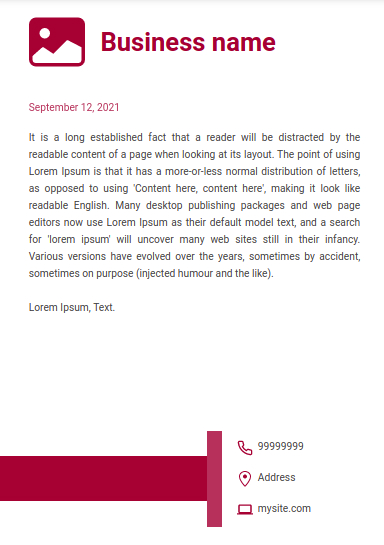 Business name
September 12, 2021
It is a long established fact that a reader will be distracted by the
readable content of a page when looking at its layout. The point of using
Lorem Ipsum is that it has a more-or-less normal distribution of letters,
as opposed to using 'Content here, content here', making it look like
readable English. Many desktop publishing packages and web page
editors now use Lorem Ipsum as their default model text, and a search
for 'lorem ipsum' will uncover many web sites still in their infancy.
Various versions have evolved over the years, sometimes by accident,
sometimes on purpose (injected humour and the like).
Lorem Ipsum, Text.
99999999
Address
mysite.com